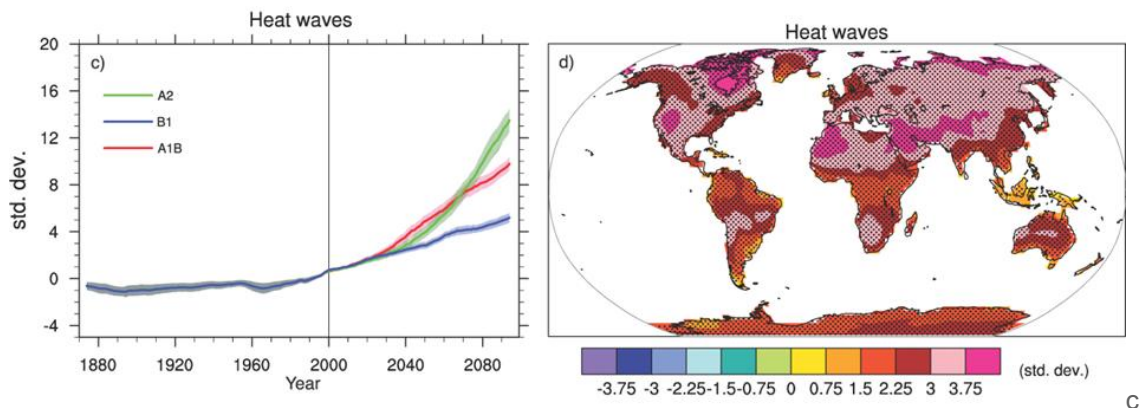 Heat waves
c)
20
16
12
8
4
0
-4
std. dev.
A2
B1
A1B
1880 1920 1960 2000 2040 2080
Year
Heat waves
d)
-3.75 -3 -2.25 -1.5 -0.75 0 0.75 1.5 2.25 3 3.75 (std. dev.)
C